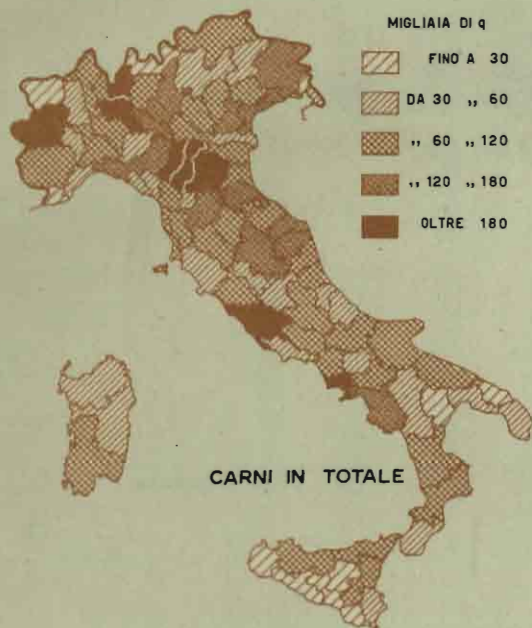 MIGLIAIA DI q
FINO A 30
DA 30 ,, 60
,, 60 ,, 120
,, 120 ,, 180
OLTRE 180
CARNI IN TOTALE